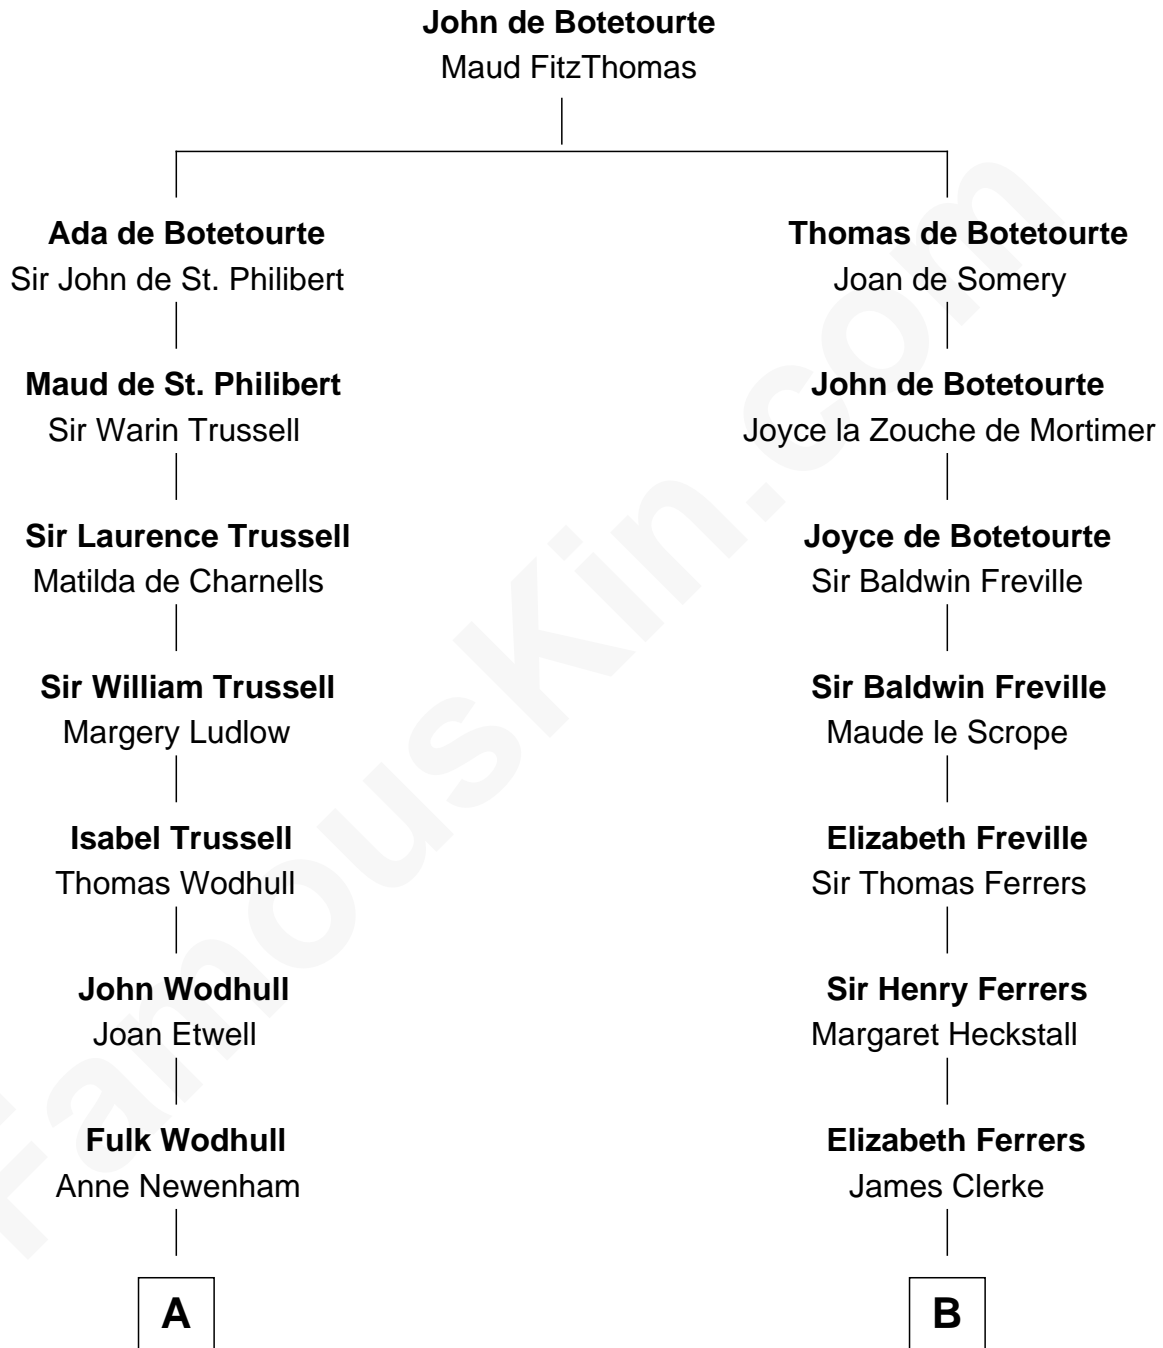 John de Botetourte
Maud FitzThomas
Ada de Botetourte
Sir John de St. Philibert
Maud de St. Philibert
Sir Warin Trussell
Sir Laurence Trussell
Matilda de Charnells
Sir William Trussell
Margery Ludlow
Isabel Trussell
Thomas Wodhull
John Wodhull
Joan Etwell
Fulk Wodhull
Anne Newenham
A
Thomas de Botetourte
Joan de Somery
John de Botetourte
Joyce la Zouche de Mortimer
Joyce de Botetourte
Sir Baldwin Freville
Sir Baldwin Freville
Maude le Scrope
Elizabeth Freville
Sir Thomas Ferrers
Sir Henry Ferrers
Margaret Heckstall
Elizabeth Ferrers
James Clerke
B
FamousKin.com